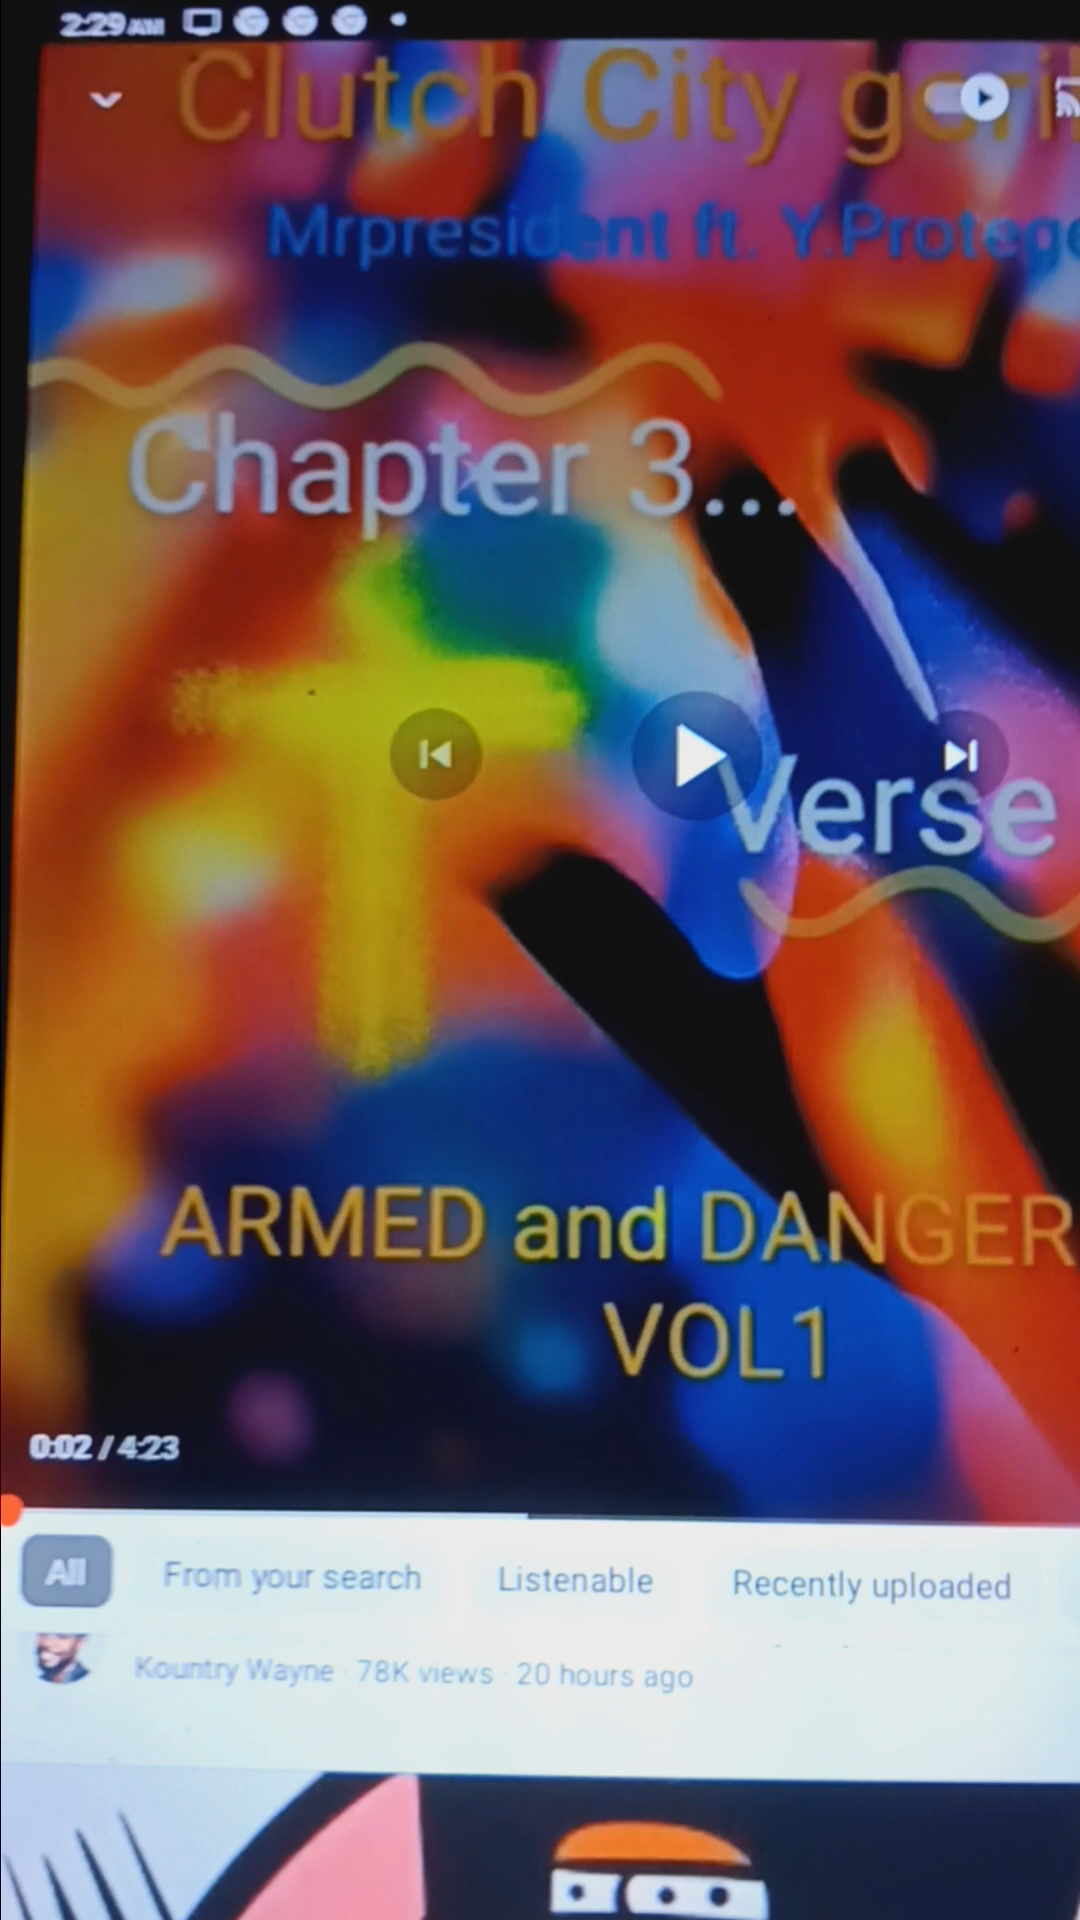 2:29 AM
Clutch City gori
Mrpresident ft. Y.Protege
Chapter 3...
Verse
ARMED and DANGER
VOL1
0:02 / 4:23
All
From your search
Listenable
Recently uploaded
Kountry Wayne · 78K views · 20 hours ago